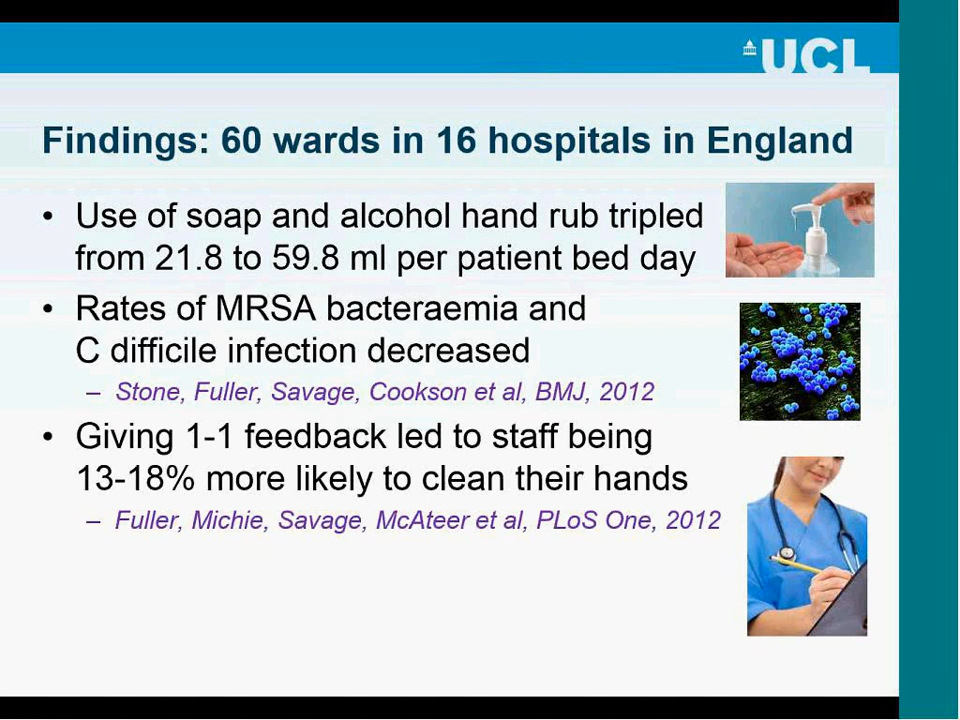 UCL
Findings: 60 wards in 16 hospitals in England
• Use of soap and alcohol hand rub tripled
from 21.8 to 59.8 ml per patient bed day
• Rates of MRSA bacteraemia and
C difficile infection decreased
– Stone, Fuller, Savage, Cookson et al, BMJ, 2012
• Giving 1-1 feedback led to staff being
13-18% more likely to clean their hands
– Fuller, Michie, Savage, McAteer et al, PLoS One, 2012